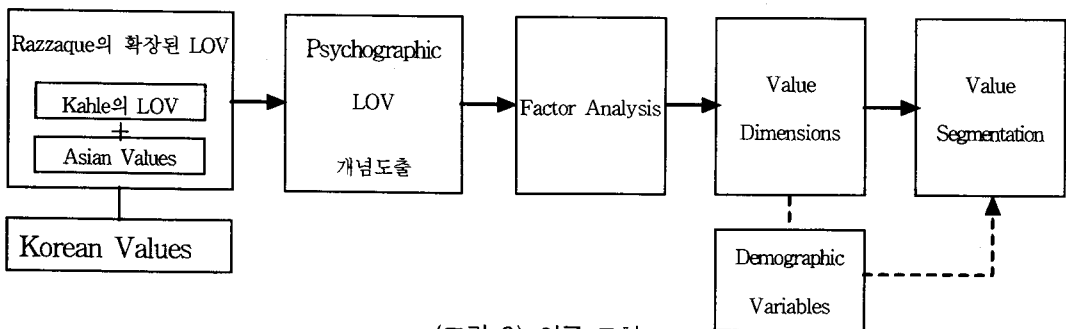 Razzaque의 확장된 LOV
Kahle의 LOV
+
Asian Values
Korean Values
Psychographic
LOV
개념도출
Factor Analysis
Value
Dimensions
Value
Segmentation
Demographic
Variables